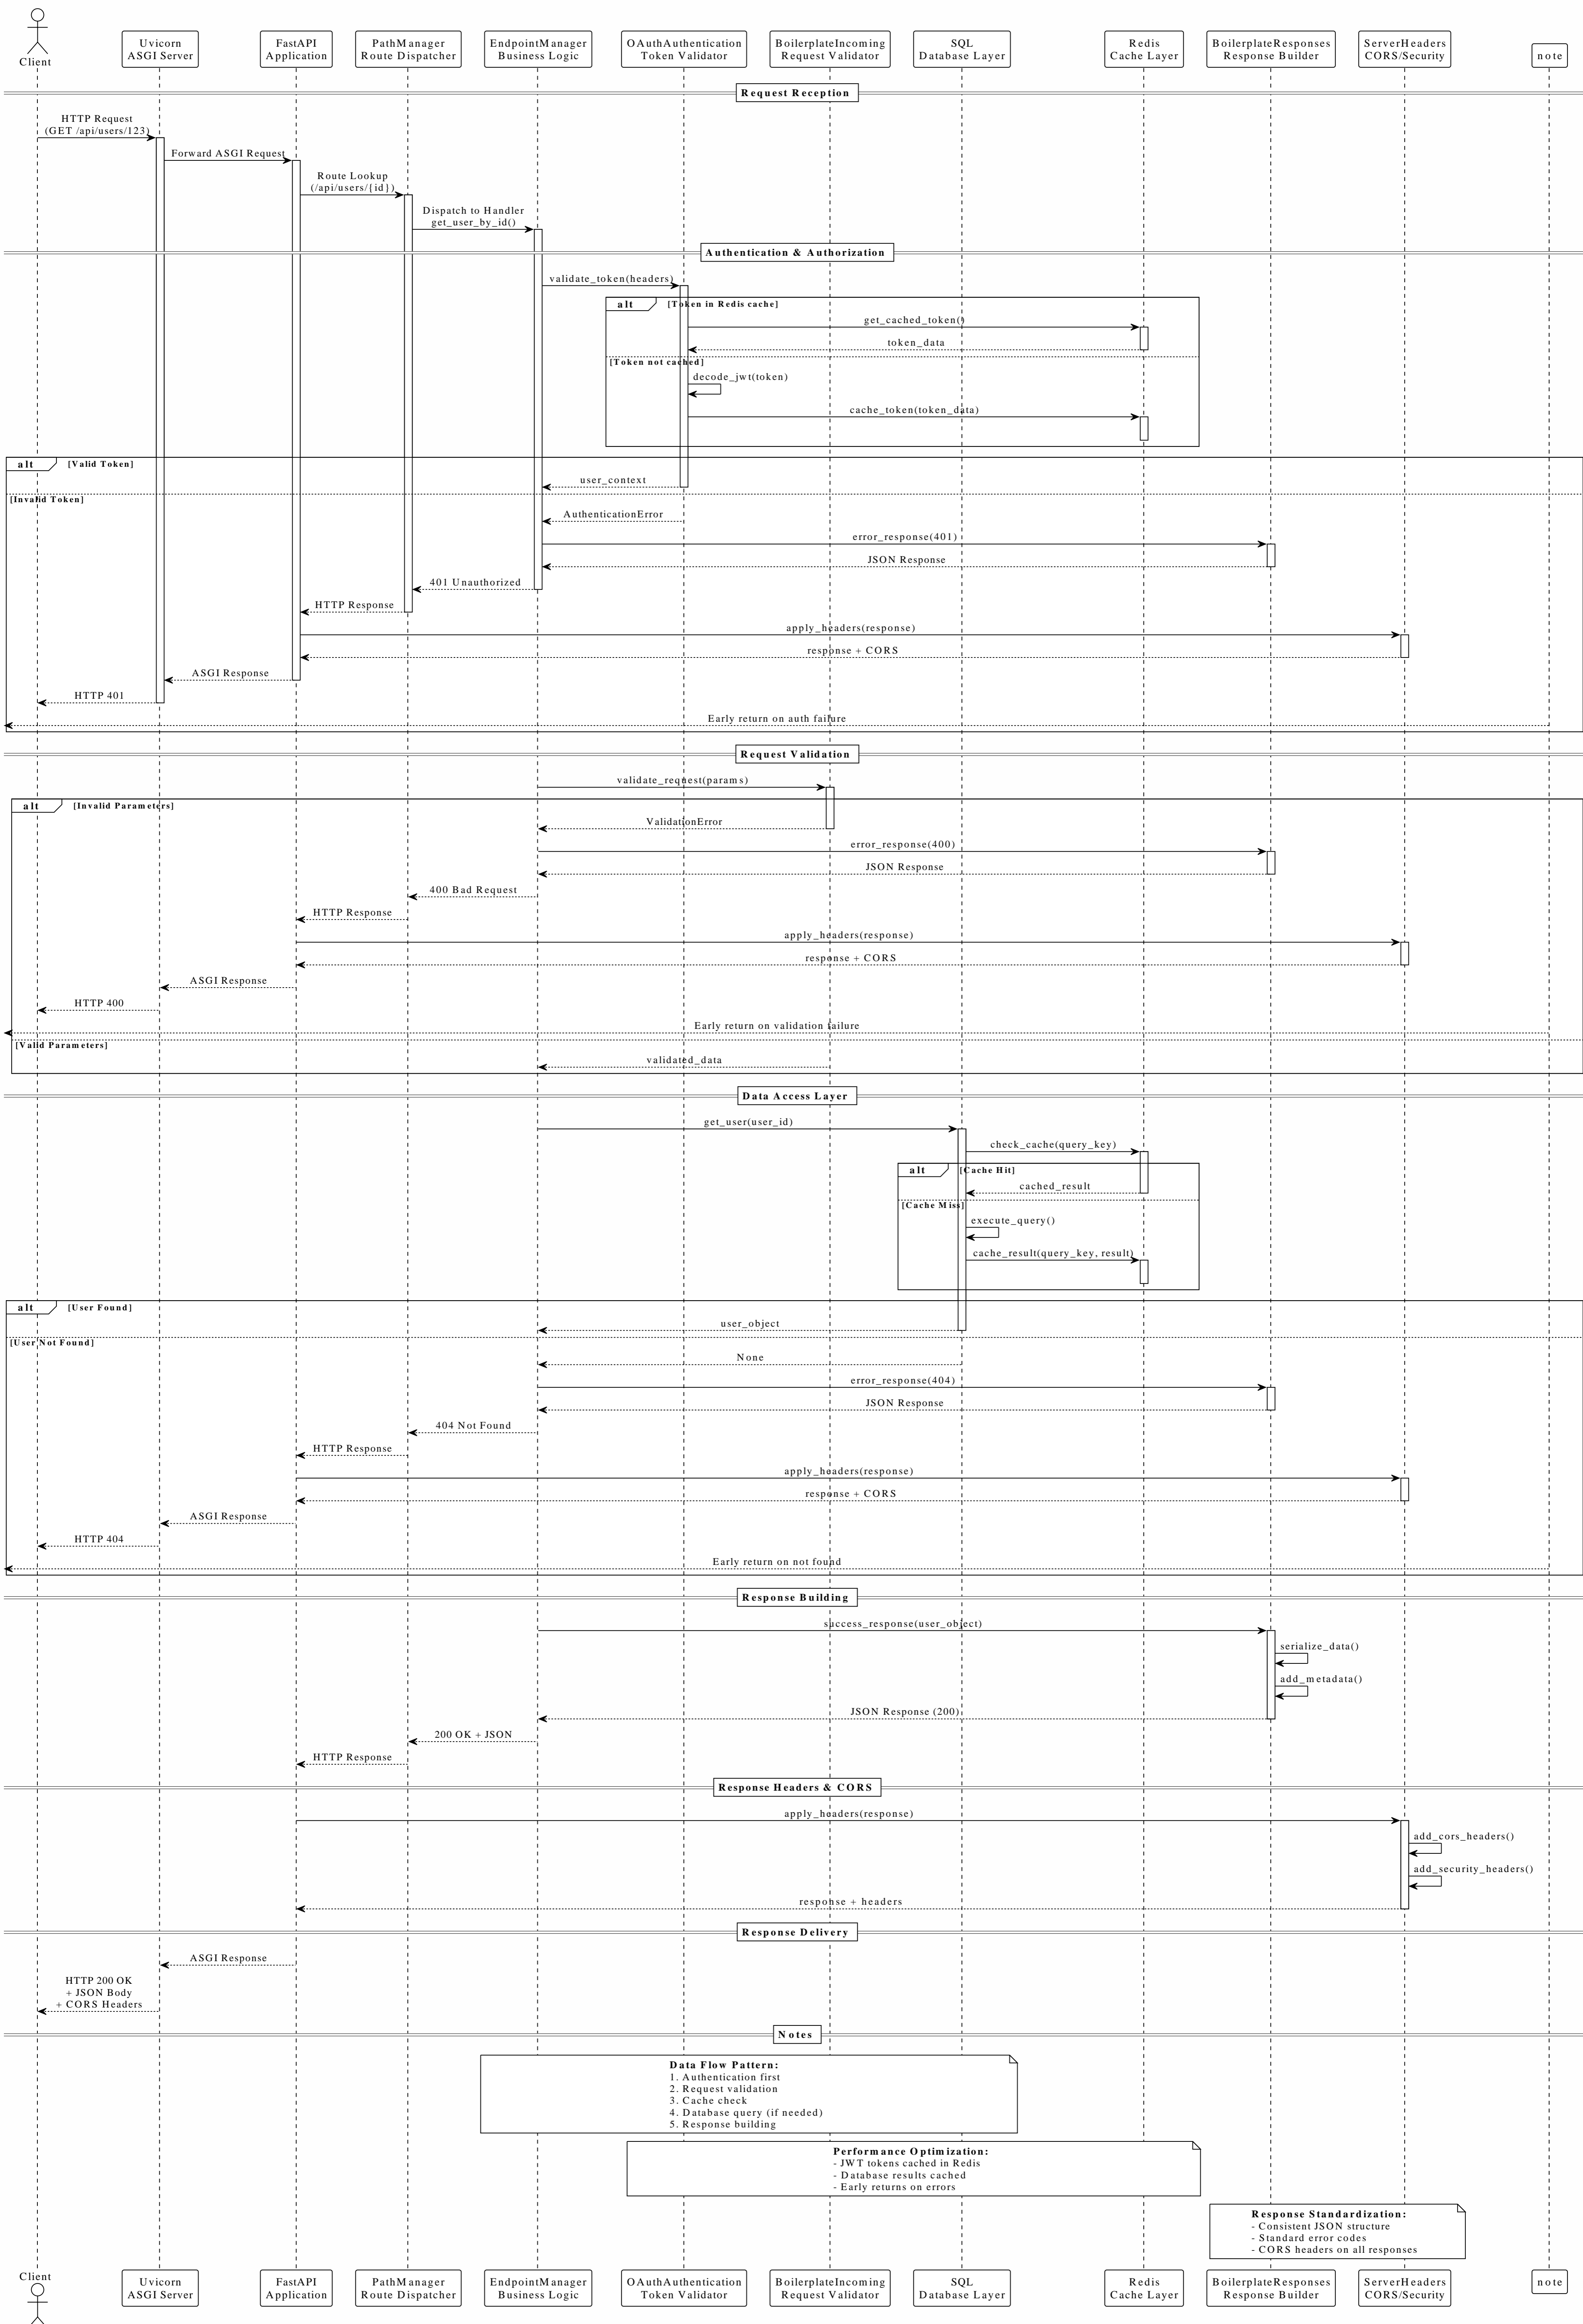 Client
Uvicorn
ASGI Server
FastAPI
Application
PathManager
Route Dispatcher
EndpointManager
Business Logic
OAuthAuthentication
Token Validator
BoilerplateIncoming
Request Validator
SQL
Database Layer
Redis
Cache Layer
BoilerplateResponses
Response Builder
ServerHeaders
CORS/Security
note
Request Reception
HTTP Request
(GET /api/users/123)
Forward ASGI Request
Route Lookup
(/api/users/{id})
Dispatch to Handler
get_user_by_id()
Authentication & Authorization
validate_token(headers)
alt [Token in Redis cache]
get_cached_token()
token_data
[Token not cached]
decode_jwt(token)
cache_token(token_data)
alt [Valid Token]
user_context
[Invalid Token]
AuthenticationError
error_response(401)
JSON Response
401 Unauthorized
HTTP Response
apply_headers(response)
response + CORS
ASGI Response
HTTP 401
Early return on auth failure
Request Validation
validate_request(params)
alt [Invalid Parameters]
ValidationError
error_response(400)
JSON Response
400 Bad Request
HTTP Response
apply_headers(response)
response + CORS
ASGI Response
HTTP 400
Early return on validation failure
[Valid Parameters]
validated_data
Data Access Layer
get_user(user_id)
check_cache(query_key)
alt [Cache Hit]
cached_result
[Cache Miss]
execute_query()
cache_result(query_key, result)
alt [User Found]
user_object
[User Not Found]
None
error_response(404)
JSON Response
404 Not Found
HTTP Response
apply_headers(response)
response + CORS
ASGI Response
HTTP 404
Early return on not found
Response Building
success_response(user_object)
serialize_data()
add_metadata()
JSON Response (200)
200 OK + JSON
HTTP Response
Response Headers & CORS
apply_headers(response)
add_cors_headers()
add_security_headers()
response + headers
Response Delivery
ASGI Response
HTTP 200 OK
+ JSON Body
+ CORS Headers
Notes
Data Flow Pattern:
1. Authentication first
2. Request validation
3. Cache check
4. Database query (if needed)
5. Response building
Performance Optimization:
- JWT tokens cached in Redis
- Database results cached
- Early returns on errors
Response Standardization:
- Consistent JSON structure
- Standard error codes
- CORS headers on all responses
Client
Uvicorn
ASGI Server
FastAPI
Application
PathManager
Route Dispatcher
EndpointManager
Business Logic
OAuthAuthentication
Token Validator
BoilerplateIncoming
Request Validator
SQL
Database Layer
Redis
Cache Layer
BoilerplateResponses
Response Builder
ServerHeaders
CORS/Security
note